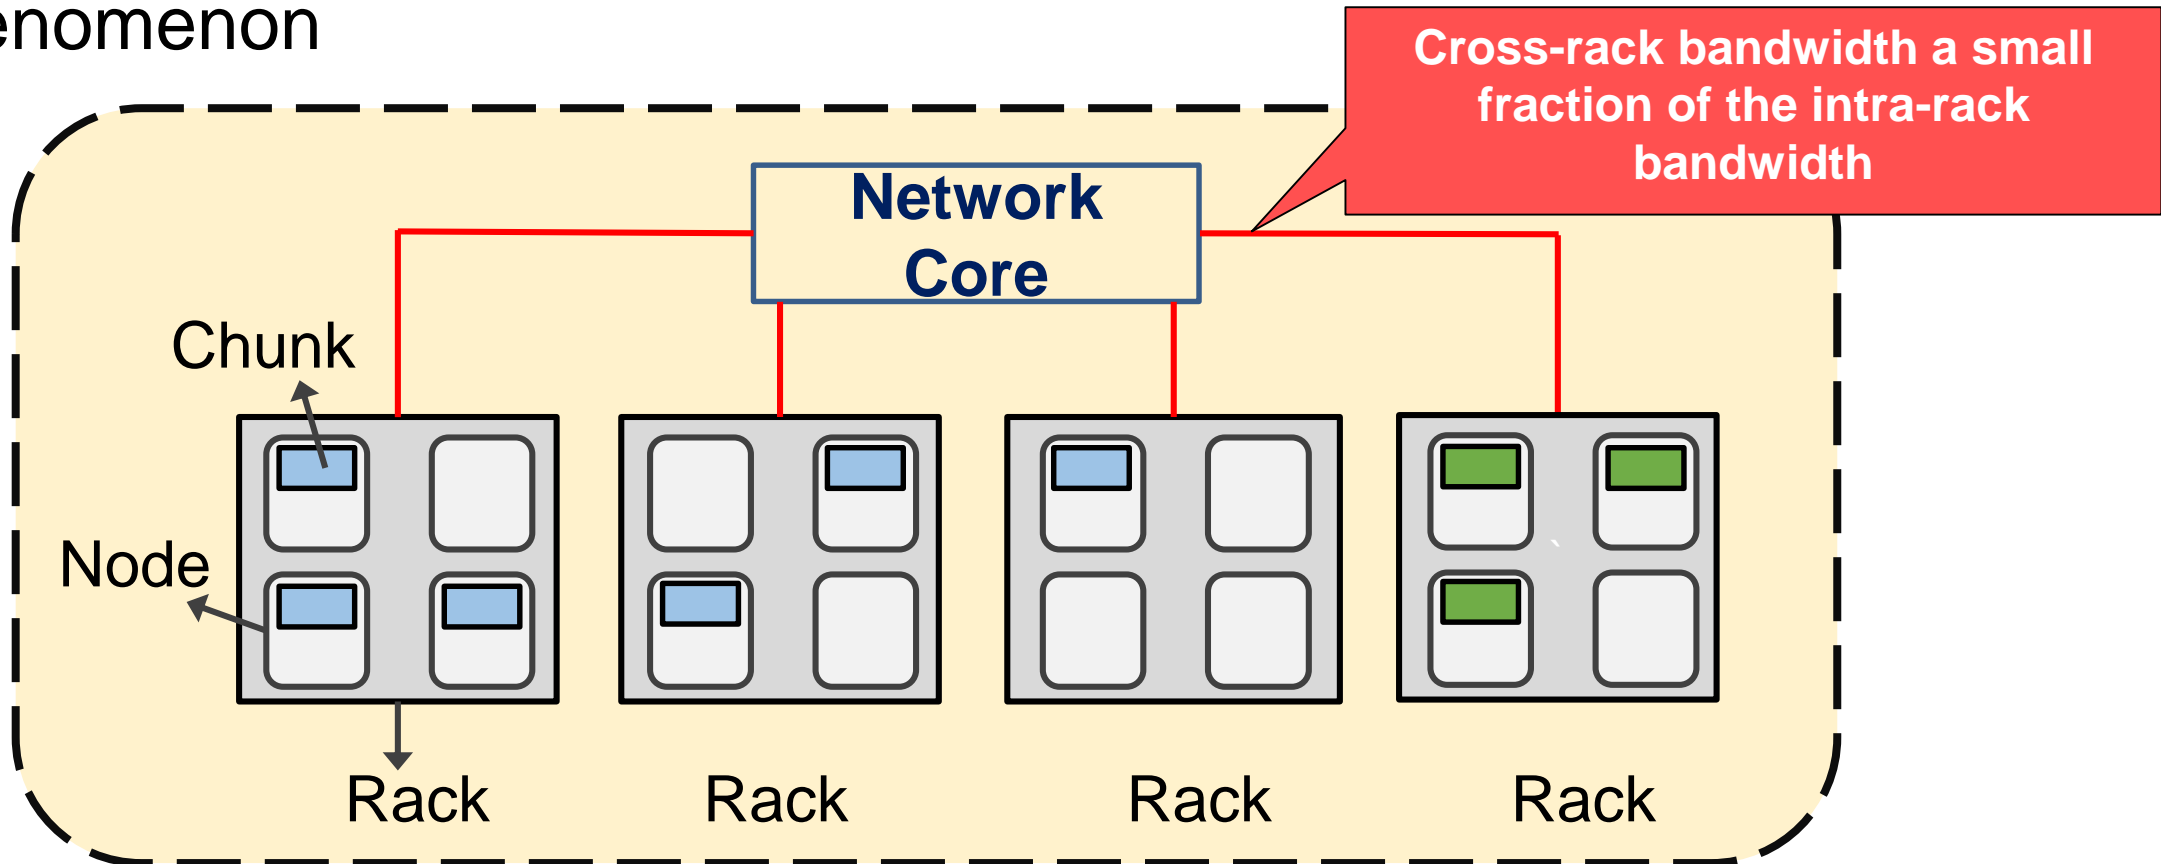 enomenon
Cross-rack bandwidth a small
fraction of the intra-rack
bandwidth
Network
Core
Chunk
Node
`
Rack Rack Rack Rack